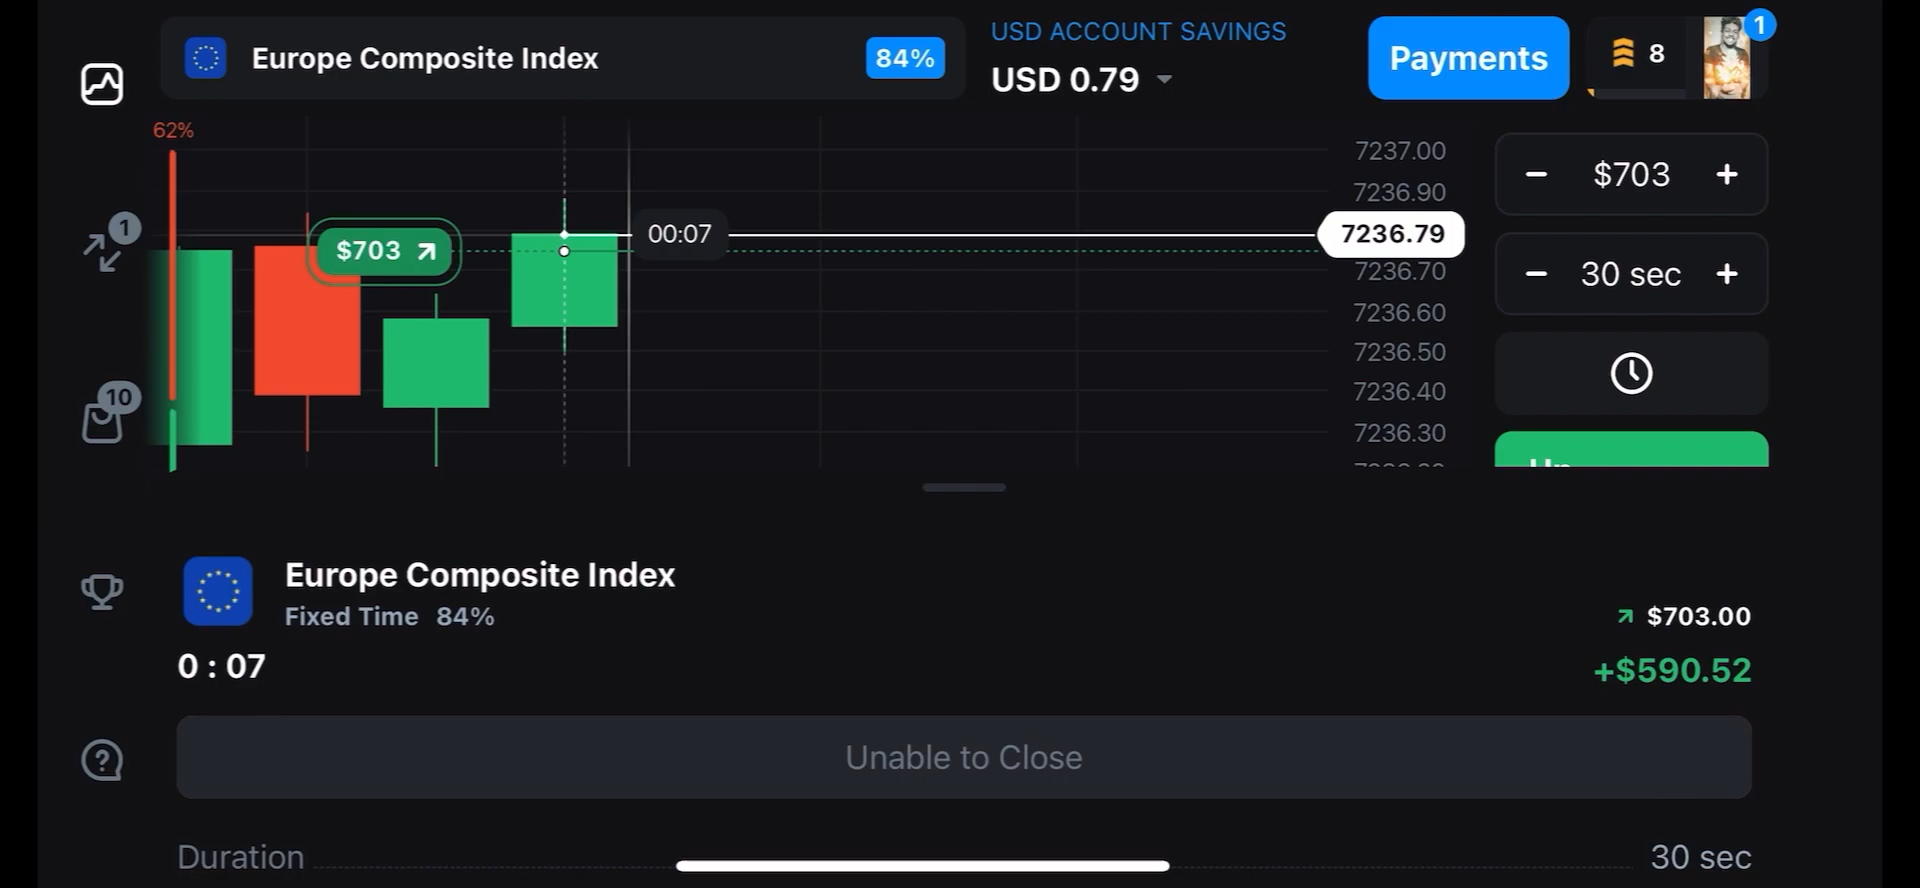 Europe Composite Index
84%
USD ACCOUNT SAVINGS
USD 0.79
Payments
8
1
62%
7237.00
7236.90
$703
1
$703
00:07
7236.79
7236.70
30 sec
7236.60
7236.50
7236.40
10
7236.30
Up
Europe Composite Index
Fixed Time 84%
$703.00
0 : 07
+$590.52
Unable to Close
Duration
30 sec